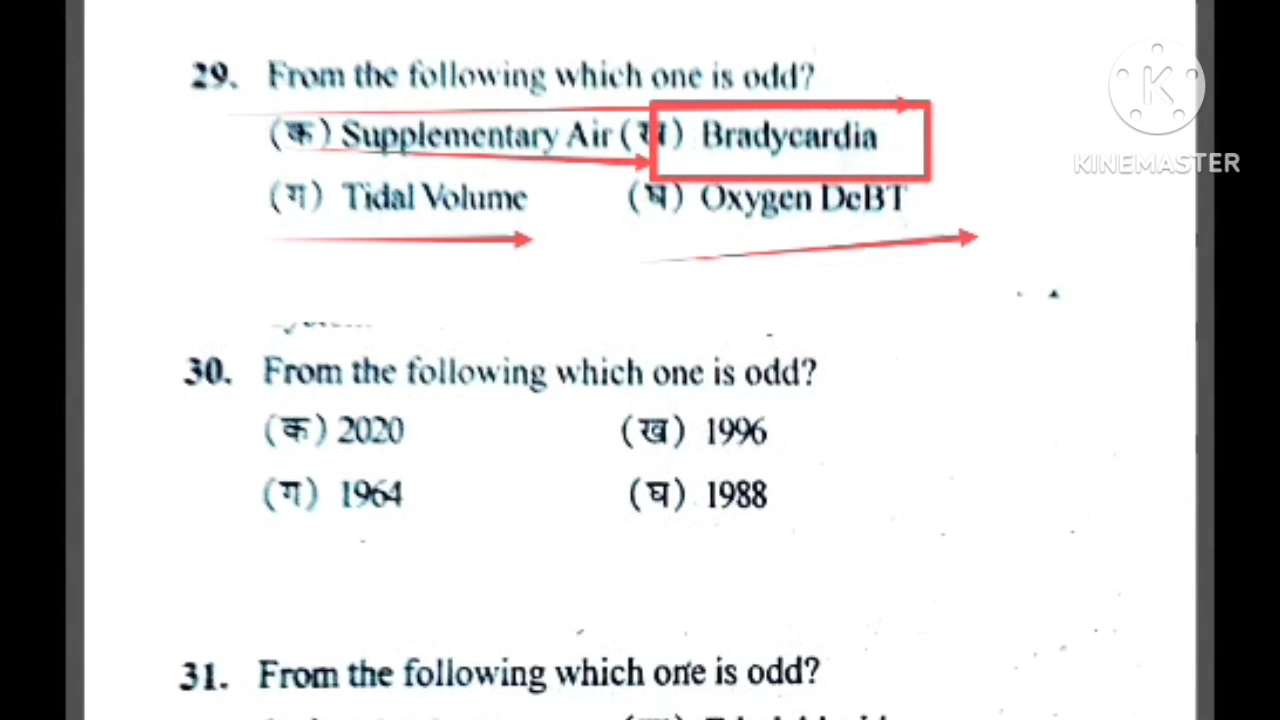 29. From the following which one is odd?
(क) Supplementary Air (ख) Bradycardia
(ग) Tidal Volume (घ) Oxygen DeBT
KINEMASTER
30. From the following which one is odd?
(क) 2020 (ख) 1996
(ग) 1964 (घ) 1988
31. From the following which one is odd?